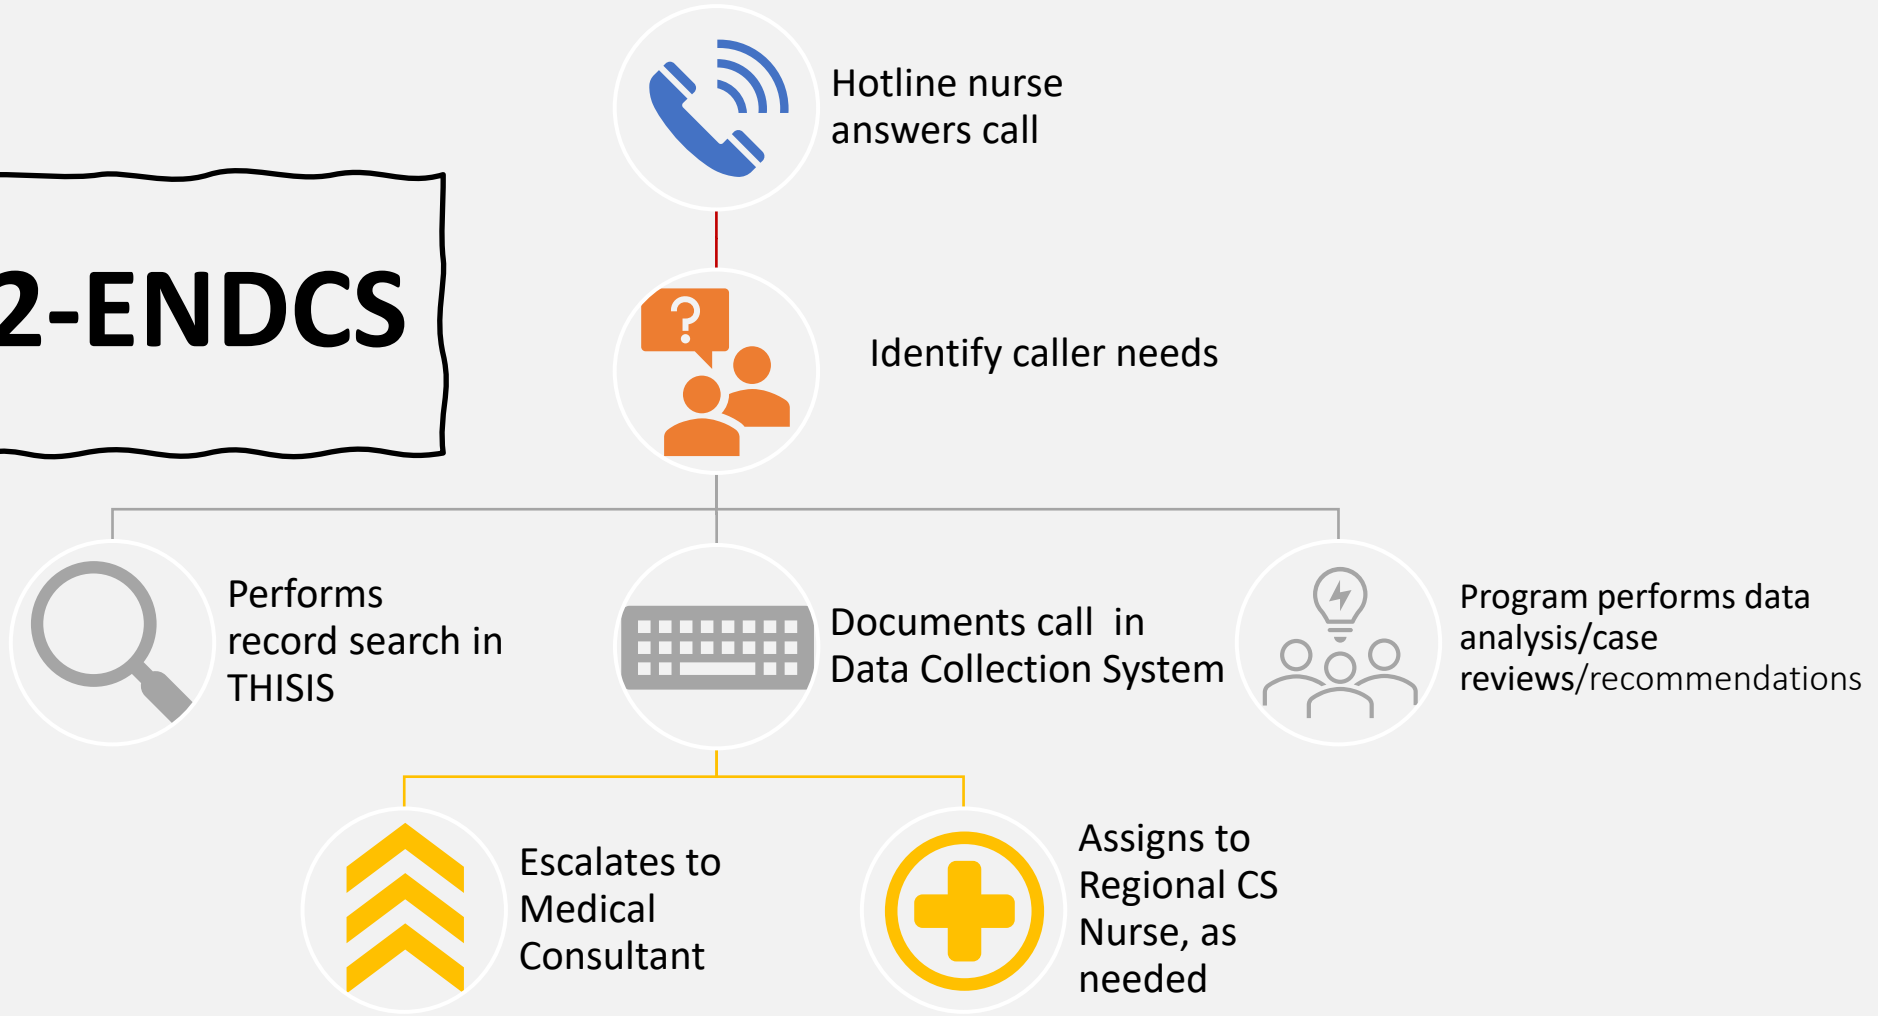 Hotline nurse
answers call
2-ENDCS
?
Identify caller needs
Performs
record search in
THISIS
Documents call  in
Data Collection System
Program performs data
analysis/case
reviews/recommendations
Escalates to
Medical
Consultant
Assigns to
Regional CS
Nurse, as
needed